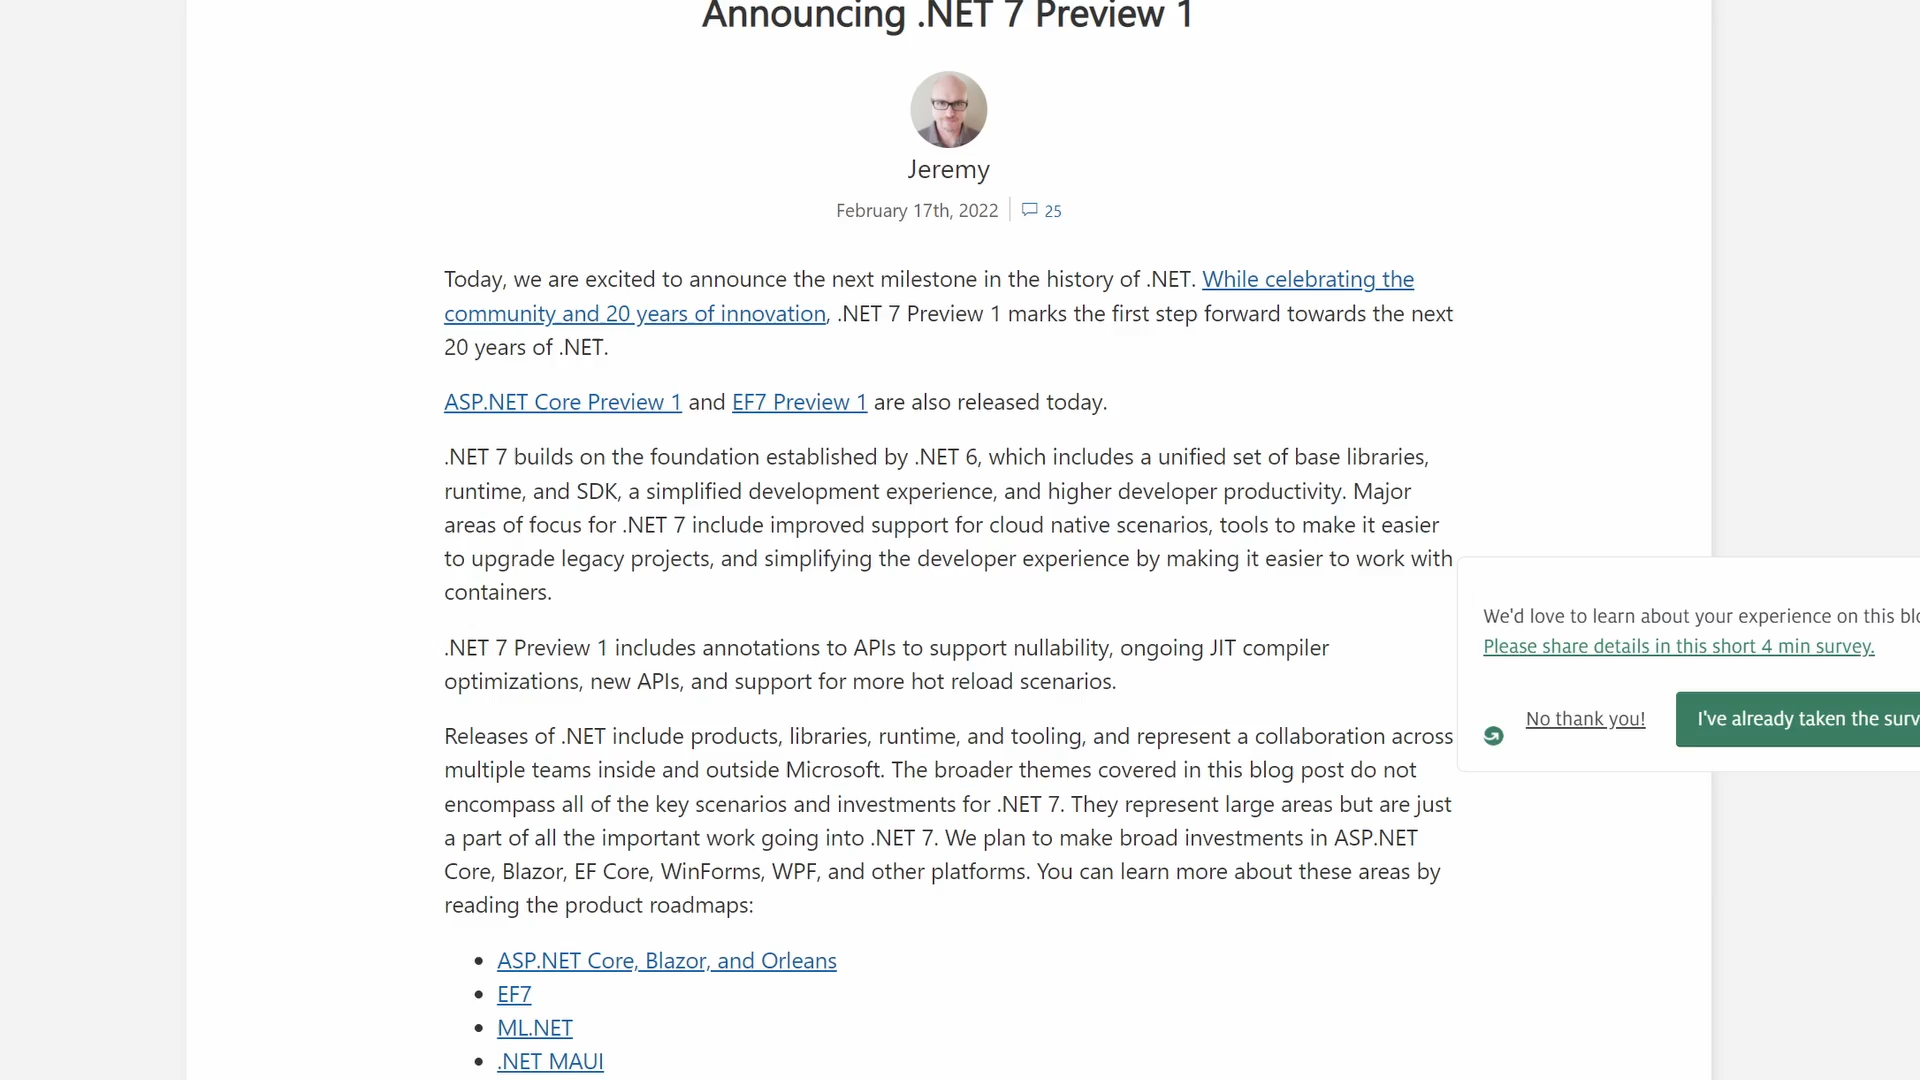 Announcing .NET 7 Preview 1
Jeremy
February 17th, 2022
25
Today, we are excited to announce the next milestone in the history of .NET. While celebrating the
community and 20 years of innovation, .NET 7 Preview 1 marks the first step forward towards the next
20 years of .NET.
ASP.NET Core Preview 1 and EF7 Preview 1 are also released today.
.NET 7 builds on the foundation established by .NET 6, which includes a unified set of base libraries,
runtime, and SDK, a simplified development experience, and higher developer productivity. Major
areas of focus for .NET 7 include improved support for cloud native scenarios, tools to make it easier
to upgrade legacy projects, and simplifying the developer experience by making it easier to work with
containers.
.NET 7 Preview 1 includes annotations to APIs to support nullability, ongoing JIT compiler
optimizations, new APIs, and support for more hot reload scenarios.
Releases of .NET include products, libraries, runtime, and tooling, and represent a collaboration across
multiple teams inside and outside Microsoft. The broader themes covered in this blog post do not
encompass all of the key scenarios and investments for .NET 7. They represent large areas but are just
a part of all the important work going into .NET 7. We plan to make broad investments in ASP.NET
Core, Blazor, EF Core, WinForms, WPF, and other platforms. You can learn more about these areas by
reading the product roadmaps:
• ASP.NET Core, Blazor, and Orleans
• EF7
• ML.NET
• .NET MAUI
We'd love to learn about your experience on this blo
Please share details in this short 4 min survey.
No thank you!
I've already taken the surv